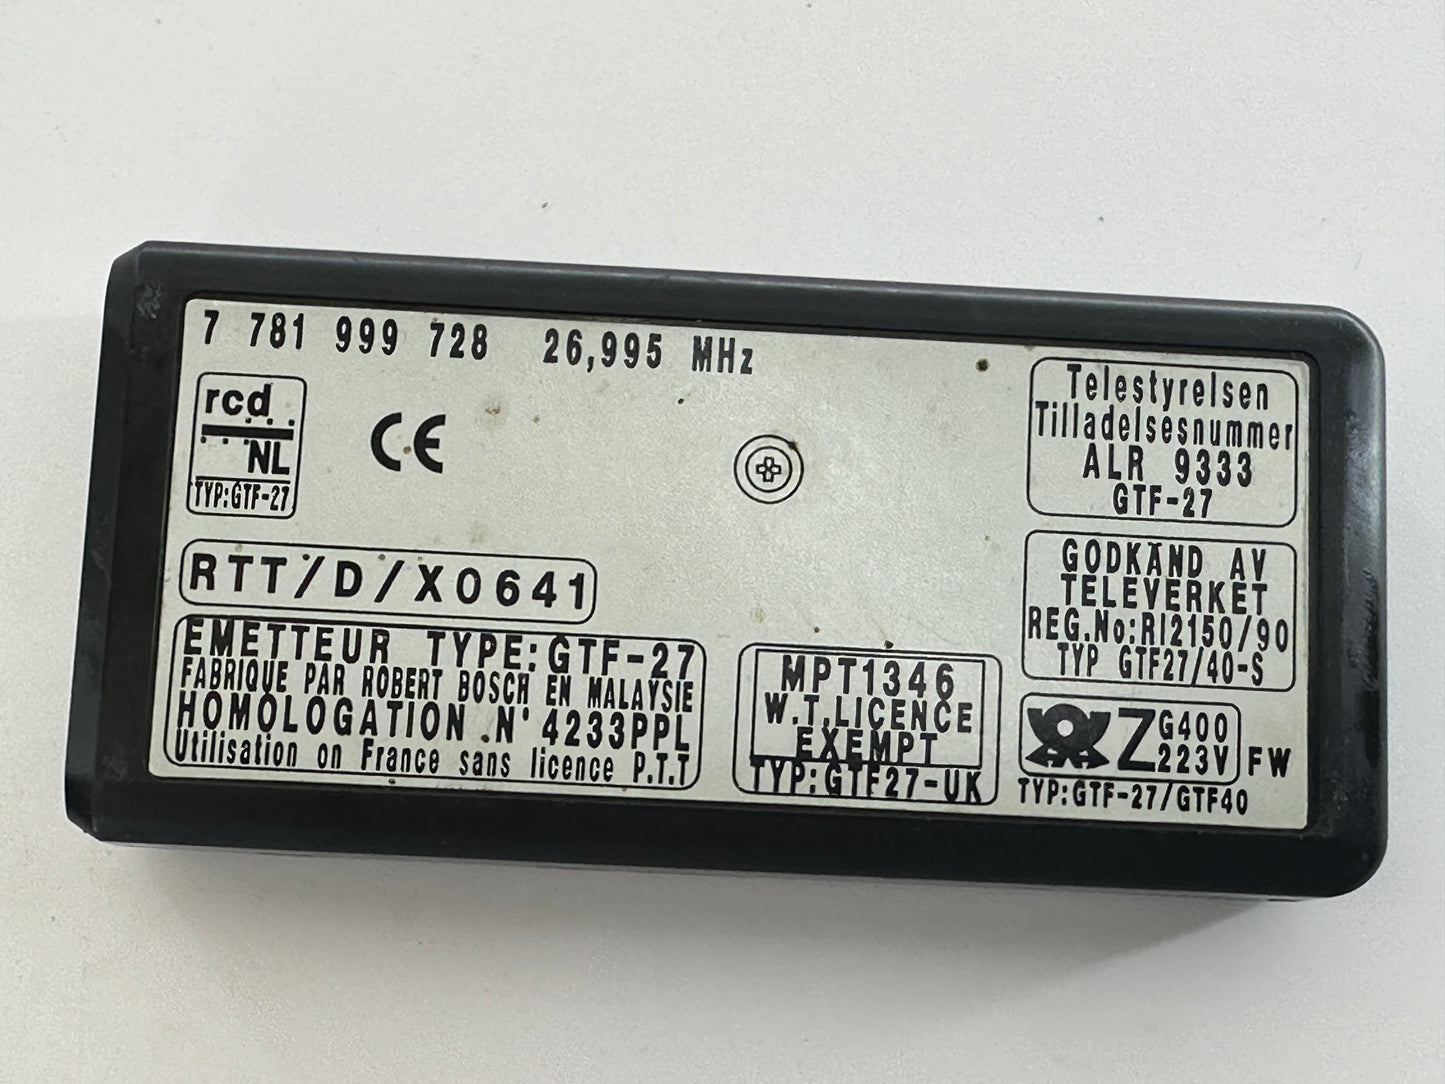 7 781 999 728 26,995 MHz
rcd
NL
TYP:GTF-27
CE
Telestyrelsen
Tilladelsesnummer
ALR 9333
GTF-27
RTT/D/X0641
GODKÄND AV
TELEVERKET
REG.No:RI2150/90
TYP GTF27/40-S
EMETTEUR TYPE:GTF-27
FABRIQUE PAR ROBERT BOSCH EN MALAYSIE
HOMOLOGATION N° 4233PPL
Utilisation on France sans licence P.T.T
MPT1346
W.T.LICENCE
EXEMPT
TYP:GTF27-UK
Z G400
223V FW
TYP:GTF-27/GTF40